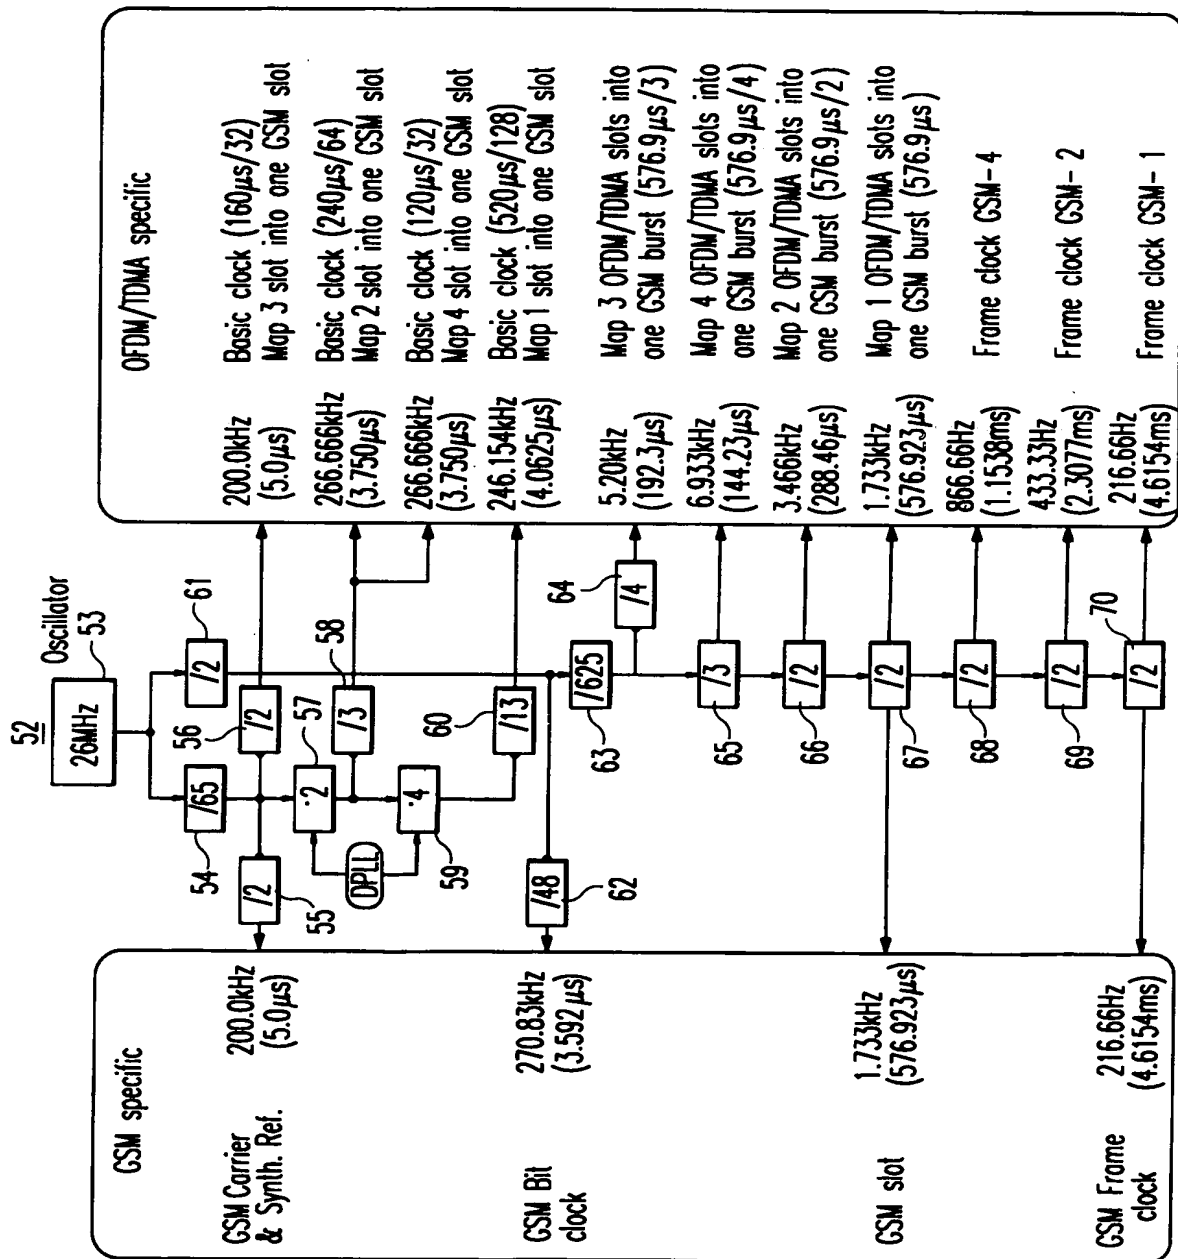 52
Oscillator
26MHz
53
/65
54
/2
55
/2
56
·2
57
/3
58
DPLL
·4
59
/13
60
/2
61
/48
62
/625
63
/4
64
/3
65
/2
66
/2
67
/2
68
/2
69
/2
70
GSM specific
GSM Carrier
& Synth. Ref.
200.0kHz
(5.0µs)
GSM Bit
clock
270.83kHz
(3.592µs)
GSM slot
1.733kHz
(576.923µs)
GSM Frame
clock
216.66Hz
(4.6154ms)
OFDM/TDMA specific
200.0kHz
(5.0µs)
Basic clock (160µs/32)
Map 3 slot into one GSM slot
266.666kHz
(3.750µs)
Basic clock (240µs/64)
Map2 slot into one GSM slot
266.666kHz
(3.750µs)
Basic clock (120µs/32)
Map4 slot into one GSM slot
246.154kHz
(4.0625µs)
Basic clock (520µs/128)
Map1 slot into one GSM slot
5.20kHz
(192.3µs)
Map 3 OFDM/TDMA slots into
one GSM burst (576.9µs/3)
6.933kHz
(144.23µs)
Map 4 OFDM/TDMA slots into
one GSM burst (576.9µs/4)
3.466kHz
(288.46µs)
Map 2 OFDM/TDMA slots into
one GSM burst (576.9µs/2)
1.733kHz
(576.923µs)
Map 1 OFDM/TDMA slots into
one GSM burst (576.9µs)
866.66Hz
(1.1538ms)
Frame clock GSM-4
433.33Hz
(2.3077ms)
Frame clock GSM-2
216.66Hz
(4.6154ms)
Frame clock GSM-1